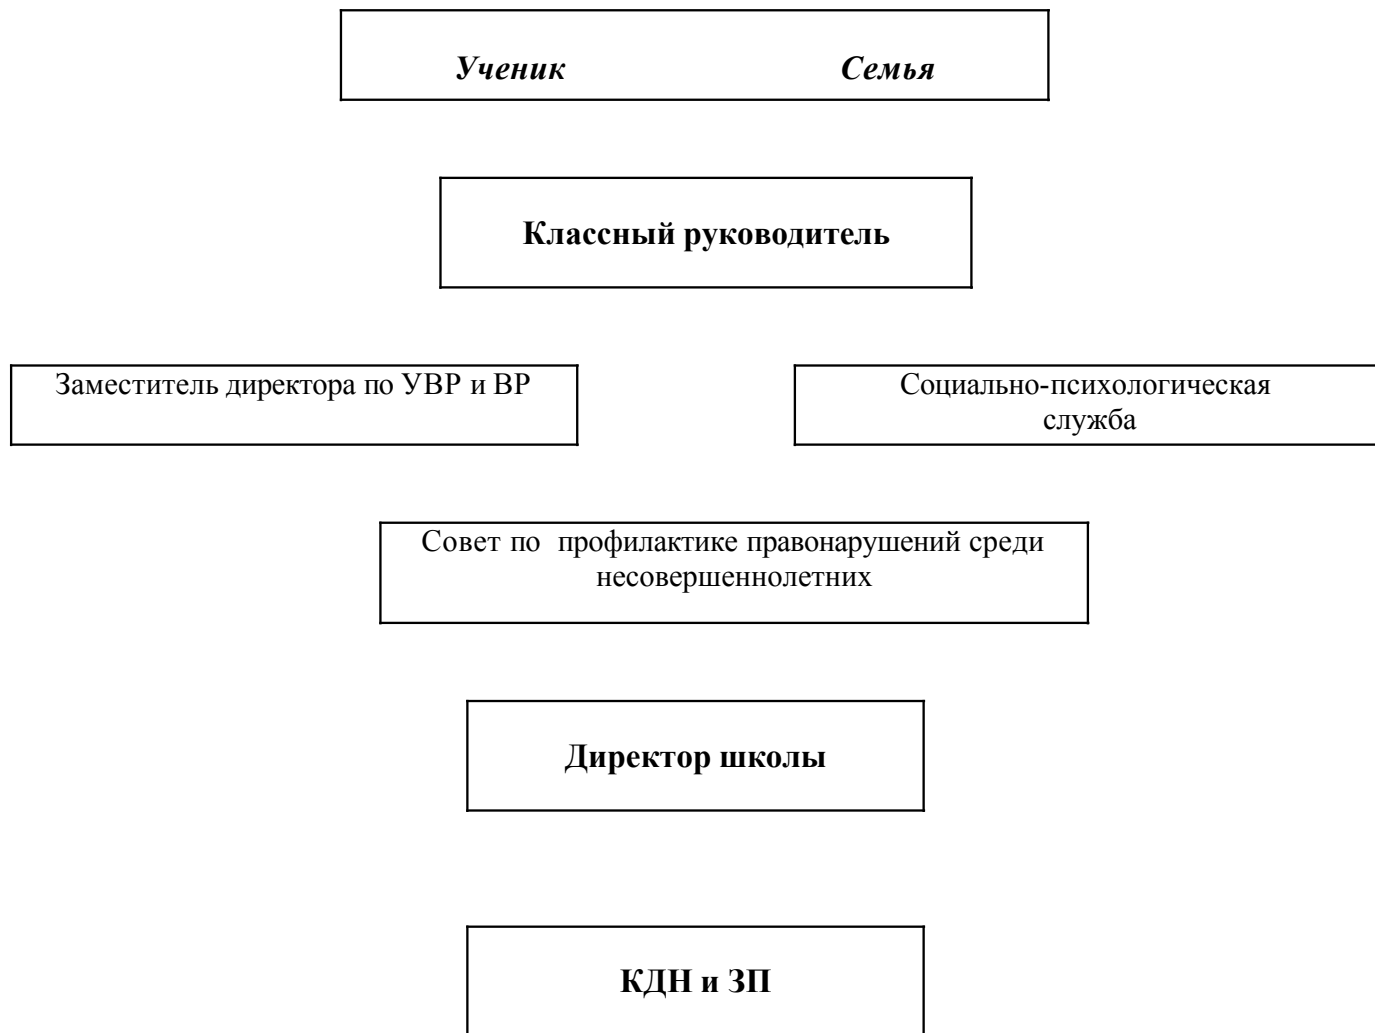 Ученик Семья
Классный руководитель
Заместитель директора по УВР и ВР
Социально-психологическая
служба
Совет по профилактике правонарушений среди
несовершеннолетних
Директор школы
КДН и ЗП